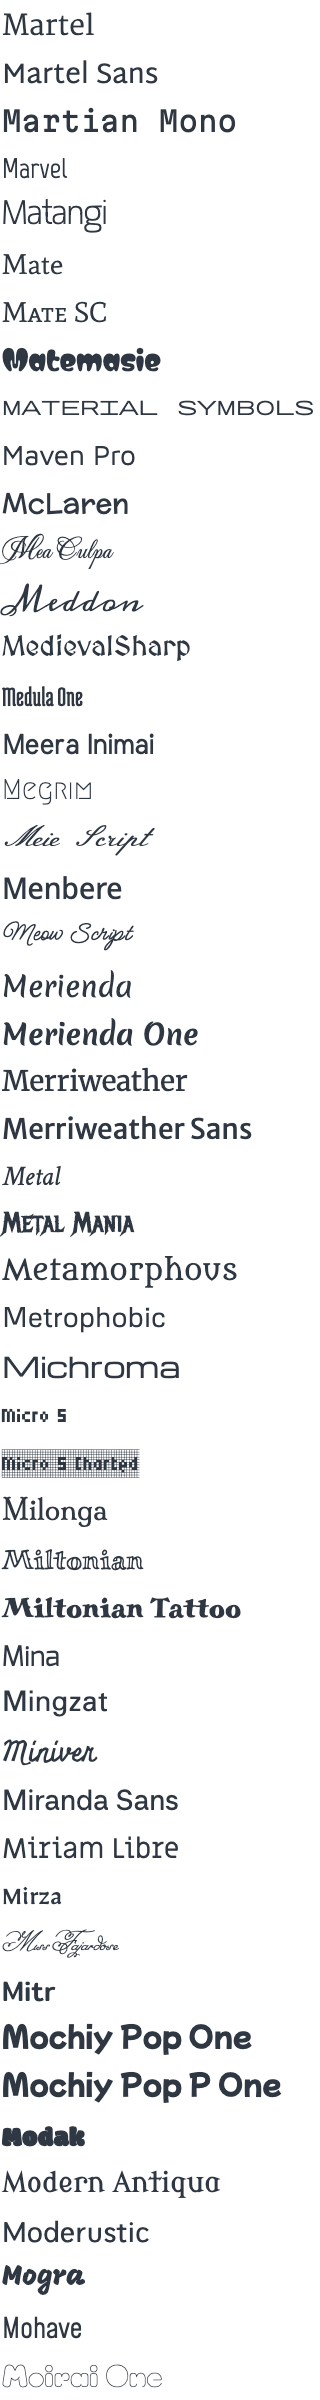 Martel
Martel Sans
Martian Mono
Marvel
Matangi
Mate
Mate SC
Matemasie
MATERIAL SYMBOLS
Maven Pro
McLaren
Mea Culpa
Meddon
MedievalSharp
Medula One
Meera Inimai
Megrim
Meie Script
Menbere
Meow Script
Merienda
Merienda One
Merriweather
Merriweather Sans
Metal
Metal Mania
Metamorphous
Metrophobic
Michroma
Micro 5
Micro 5 Charted
Milonga
Miltonian
Miltonian Tattoo
Mina
Mingzat
Miniver
Miranda Sans
Miriam Libre
Mirza
Miss Fajardose
Mitr
Mochiy Pop One
Mochiy Pop P One
Modak
Modern Antiqua
Moderustic
Mogra
Mohave
Moirai One